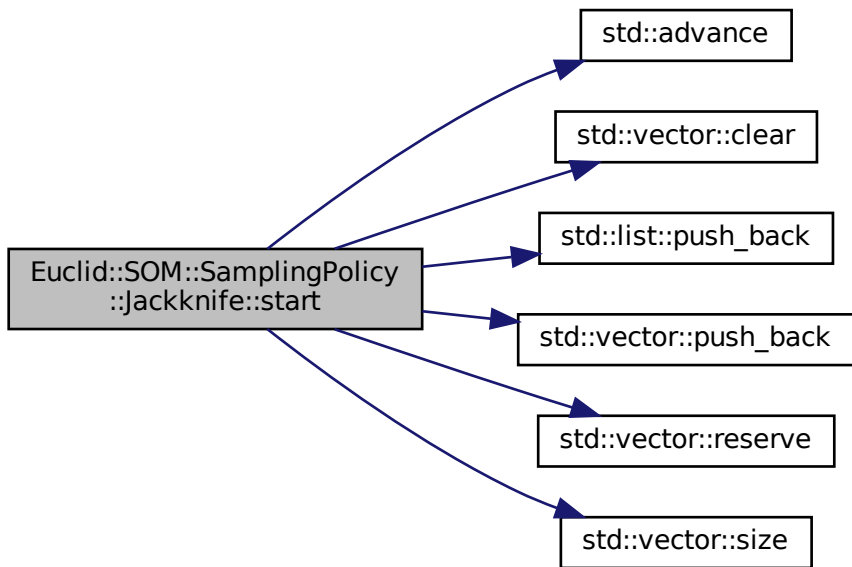 std::advance
std::vector::clear
std::list::push_back
Euclid::SOM::SamplingPolicy
::Jackknife::start
std::vector::push_back
std::vector::reserve
std::vector::size